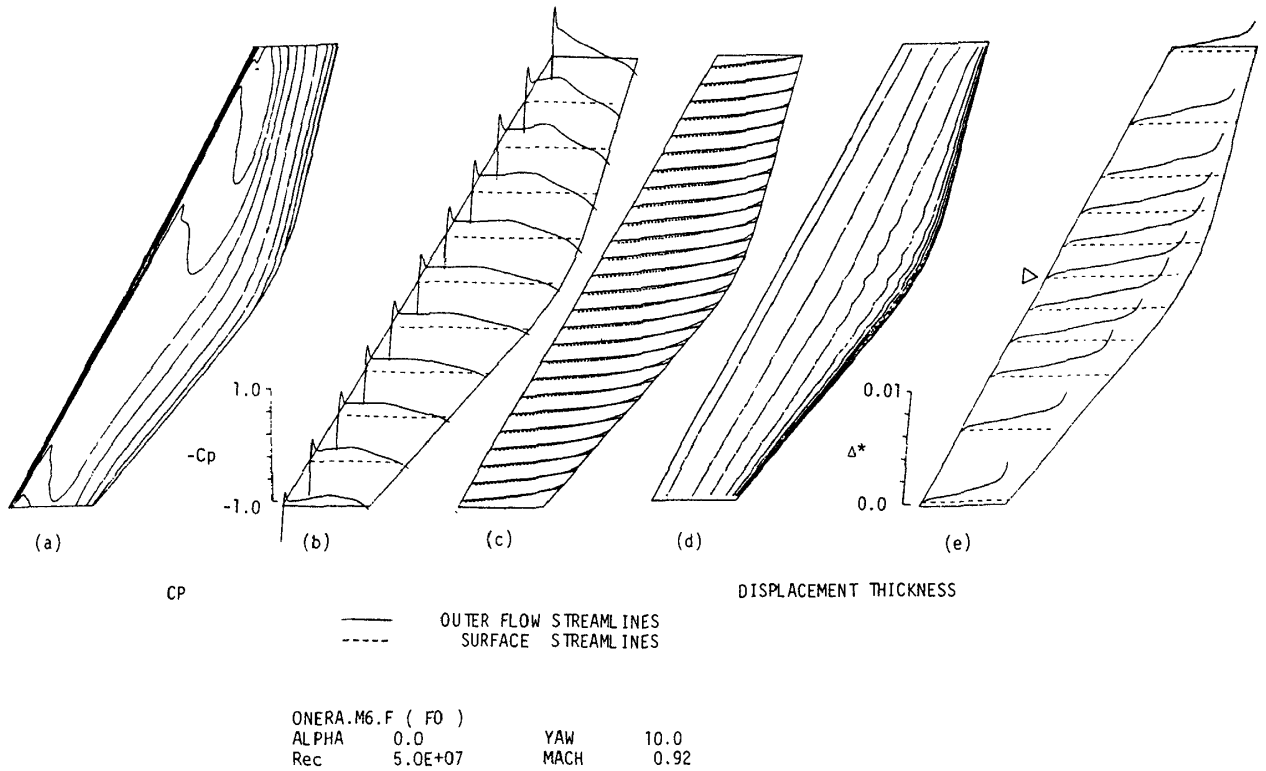 1.0
-Cp
-1.0
0.01
Δ*
0.0
(a)
(b)
(c)
(d)
(e)
CP
DISPLACEMENT THICKNESS
OUTER FLOW STREAMLINES
SURFACE STREAMLINES
ONERA.M6.F ( FO )
ALPHA 0.0 YAW 10.0
Rec 5.0E+07 MACH 0.92